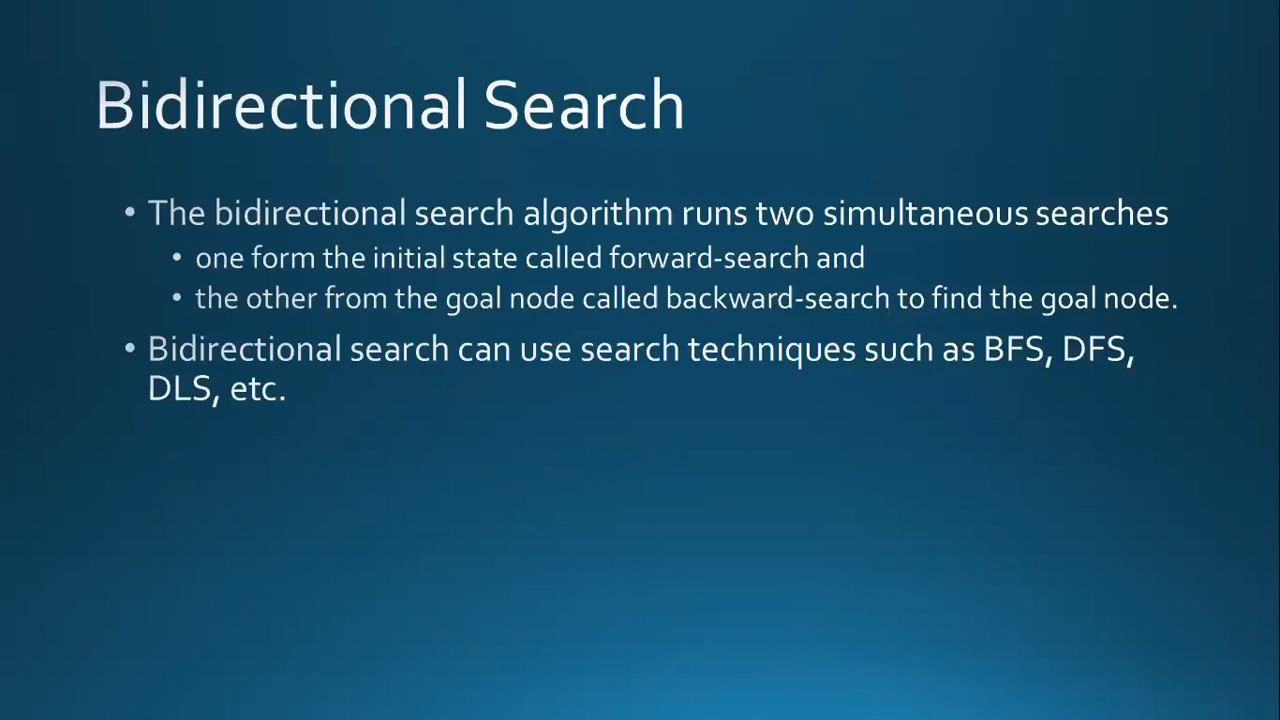 Bidirectional Search
• The bidirectional search algorithm runs two simultaneous searches
• one form the initial state called forward-search and
• the other from the goal node called backward-search to find the goal node.
• Bidirectional search can use search techniques such as BFS, DFS,
DLS, etc.